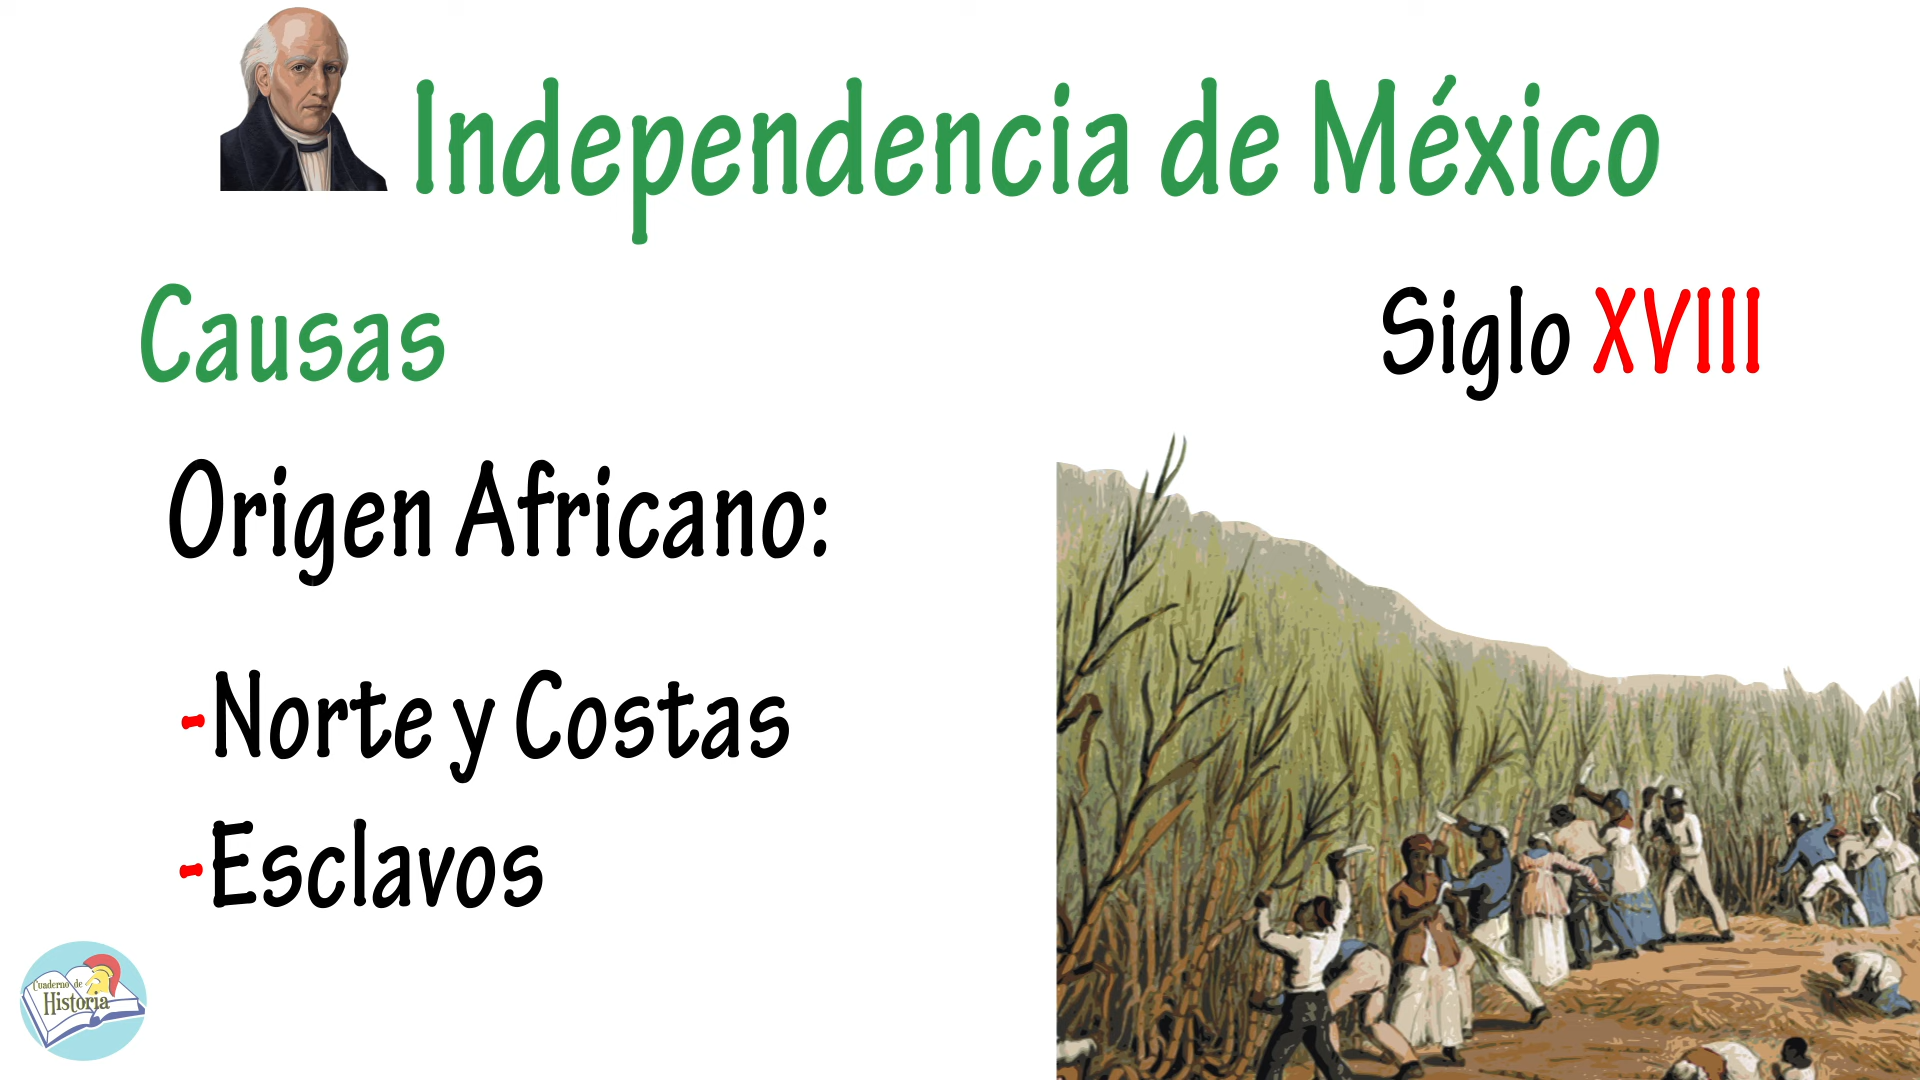 Independencia de México
Causas
Siglo XVIII
Origen Africano:
-Norte y Costas
-Esclavos
Cuaderno de
Historia